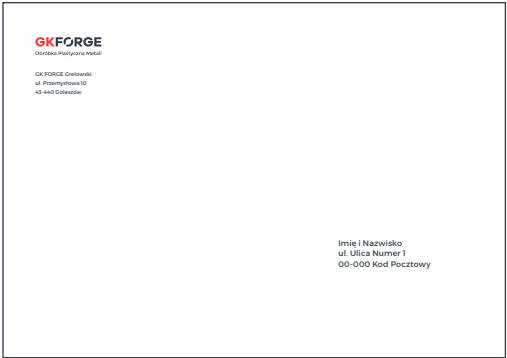 GKFORGE
Obróbka Plastyczna Metali
GK FORGE Grelowski
ul. Przemysłowa 10
43-440 Goleszów
Imię i Nazwisko
ul. Ulica Numer 1
00-000 Kod Pocztowy